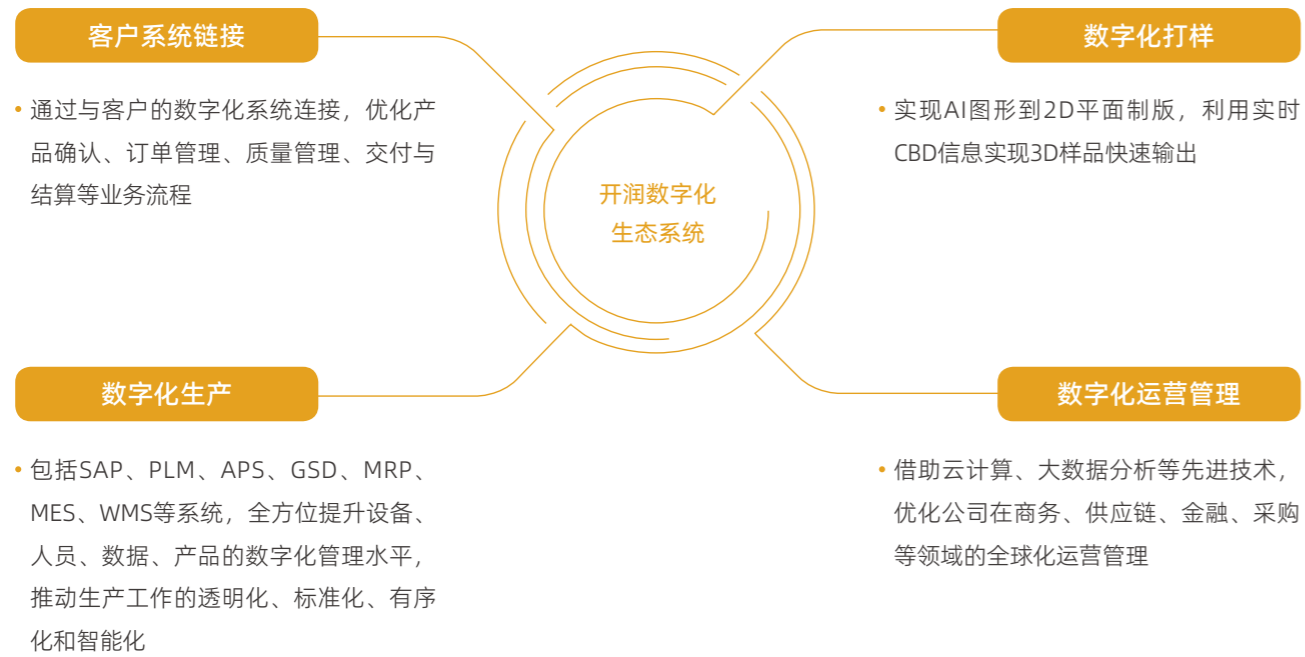 客户系统链接
• 通过与客户的数字化系统连接，优化产
品确认、订单管理、质量管理、交付与
结算等业务流程
数字化打样
• 实现AI图形到2D平面制版，利用实时
CBD信息实现3D样品快速输出
开润数字化
生态系统
数字化生产
• 包括SAP、PLM、APS、GSD、MRP、
MES、WMS等系统，全方位提升设备、
人员、数据、产品的数字化管理水平，
推动生产工作的透明化、标准化、有序
化和智能化
数字化运营管理
• 借助云计算、大数据分析等先进技术，
优化公司在商务、供应链、金融、采购
等领域的全球化运营管理